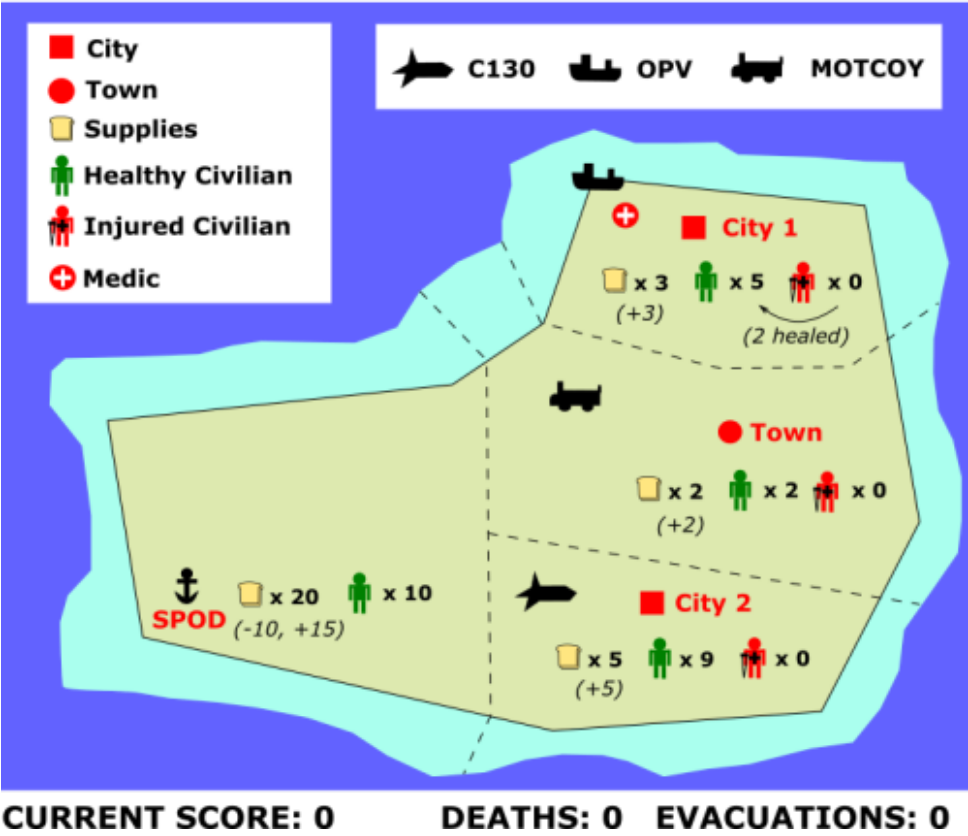 City
Town
Supplies
Healthy Civilian
Injured Civilian
Medic
C130
OPV
MOTCOY
City 1
x 3
x 5
x 0
(+3)
(2 healed)
Town
x 2
x 2
x 0
(+2)
SPOD
x 20
x 10
(-10, +15)
City 2
x 5
x 9
x 0
(+5)
CURRENT SCORE: 0
DEATHS: 0
EVACUATIONS: 0